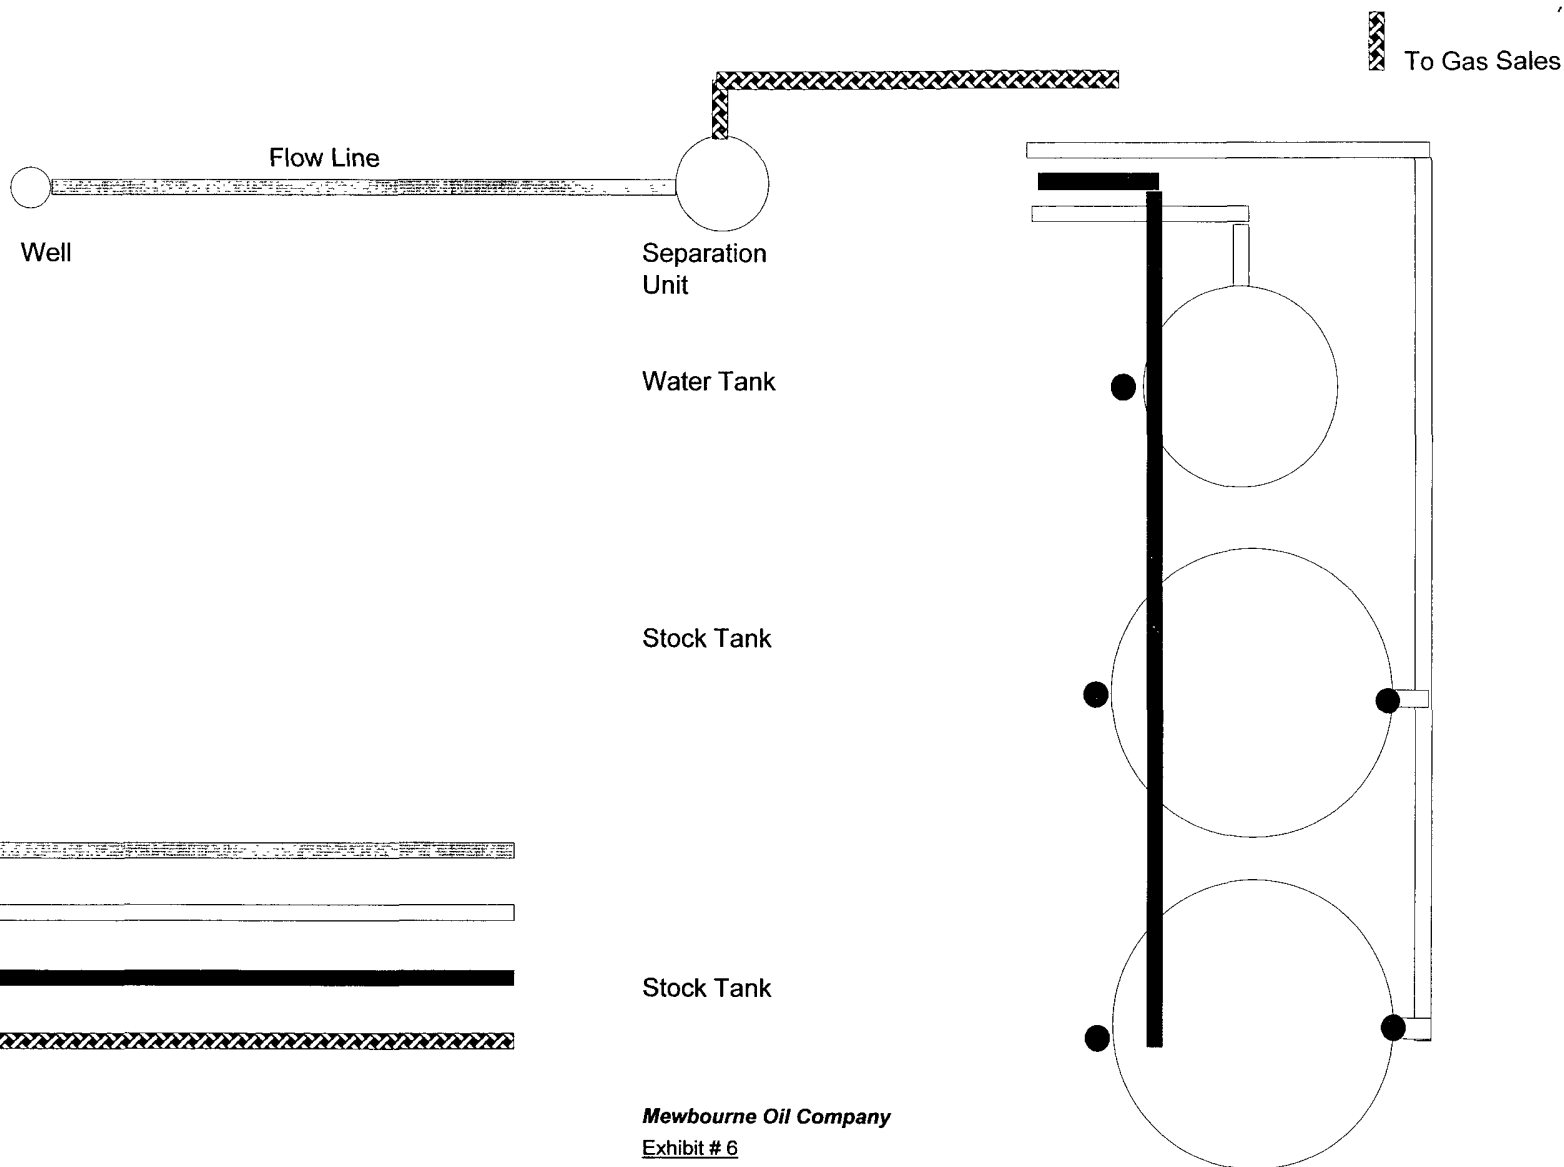 To Gas Sales
Flow Line
Well
Separation
Unit
Water Tank
Stock Tank
Stock Tank
Mewbourne Oil Company
Exhibit # 6